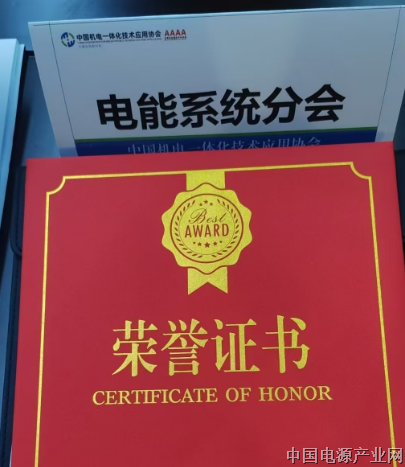 中国机电一体化技术应用协会 AAAA
电能系统分会
中国机电一体化技术应用协会
Best
AWARD
荣誉证书
CERTIFICATE OF HONOR
中国电源产业网